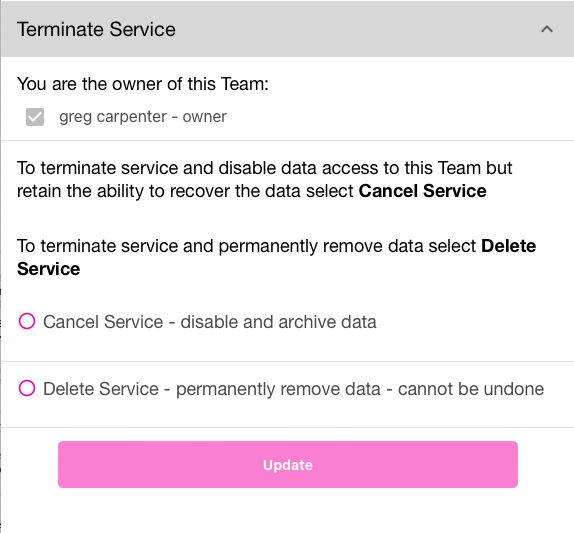 Terminate Service
You are the owner of this Team:
greg carpenter - owner
To terminate service and disable data access to this Team but
retain the ability to recover the data select Cancel Service
To terminate service and permanently remove data select Delete
Service
Cancel Service - disable and archive data
Delete Service - permanently remove data - cannot be undone
Update